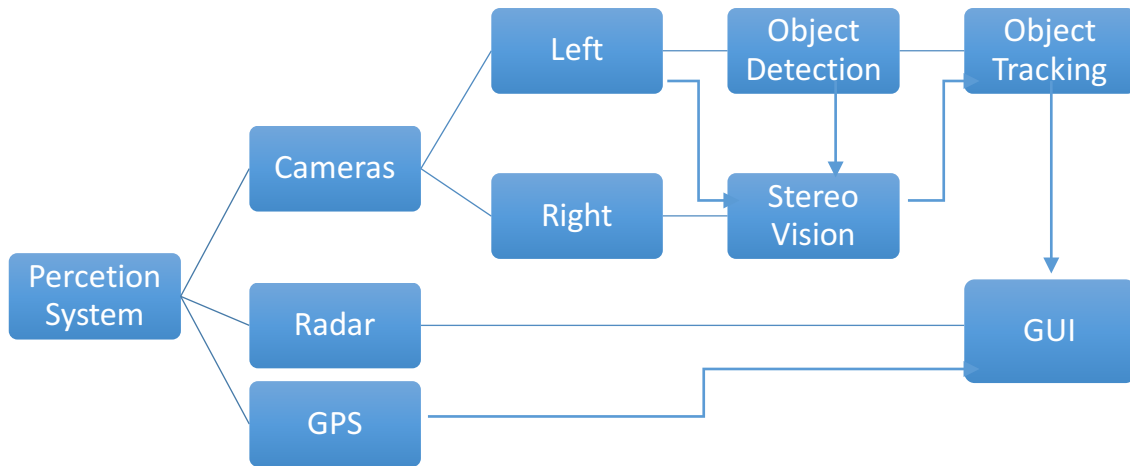 Left
Object
Detection
Object
Tracking
Cameras
Right
Stereo
Vision
Percetion
System
Radar
GUI
GPS